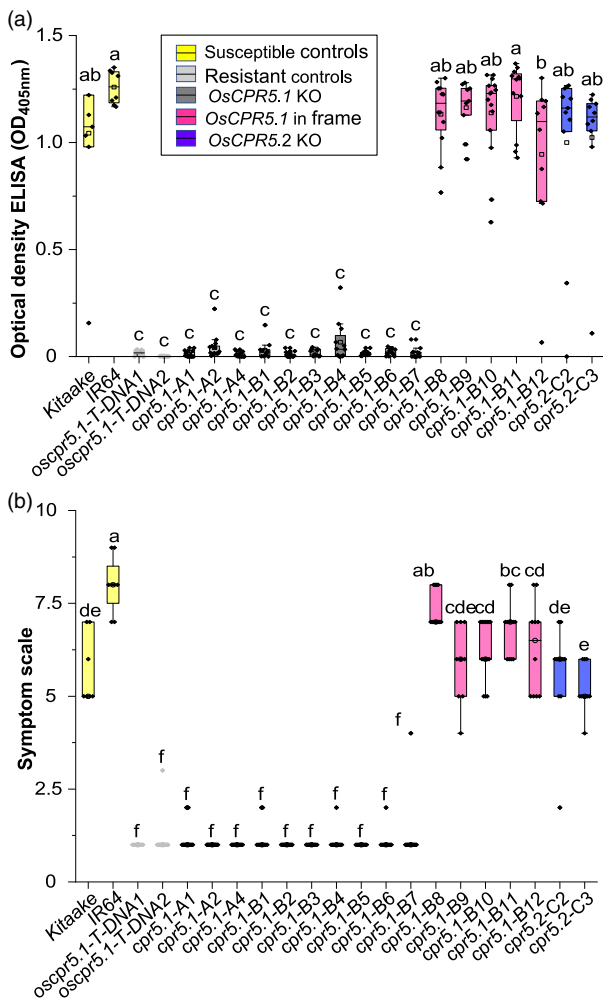 (a)
Optical density ELISA (OD405nm)
1.5
1.0
0.5
0
Susceptible controls
Resistant controls
OsCPR5.1 KO
OsCPR5.1 in frame
OsCPR5.2 KO
ab
a
c
c
c
c
c
c
c
c
c
c
c
c
ab
ab
ab
a
b
ab
ab
Kitaake
IR64
oscpr5.1-T-DNA1
oscpr5.1-T-DNA2
cpr5.1-A1
cpr5.1-A2
cpr5.1-A4
cpr5.1-B1
cpr5.1-B2
cpr5.1-B3
cpr5.1-B4
cpr5.1-B5
cpr5.1-B6
cpr5.1-B7
cpr5.1-B8
cpr5.1-B9
cpr5.1-B10
cpr5.1-B11
cpr5.1-B12
cpr5.2-C2
cpr5.2-C3
(b)
Symptom scale
10
7.5
5
2.5
0
de
a
f
f
f
f
f
f
f
f
f
f
f
f
ab
cde
cd
bc
cd
de
e
Kitaake
IR64
oscpr5.1-T-DNA1
oscpr5.1-T-DNA2
cpr5.1-A1
cpr5.1-A2
cpr5.1-A4
cpr5.1-B1
cpr5.1-B2
cpr5.1-B3
cpr5.1-B4
cpr5.1-B5
cpr5.1-B6
cpr5.1-B7
cpr5.1-B8
cpr5.1-B9
cpr5.1-B10
cpr5.1-B11
cpr5.1-B12
cpr5.2-C2
cpr5.2-C3